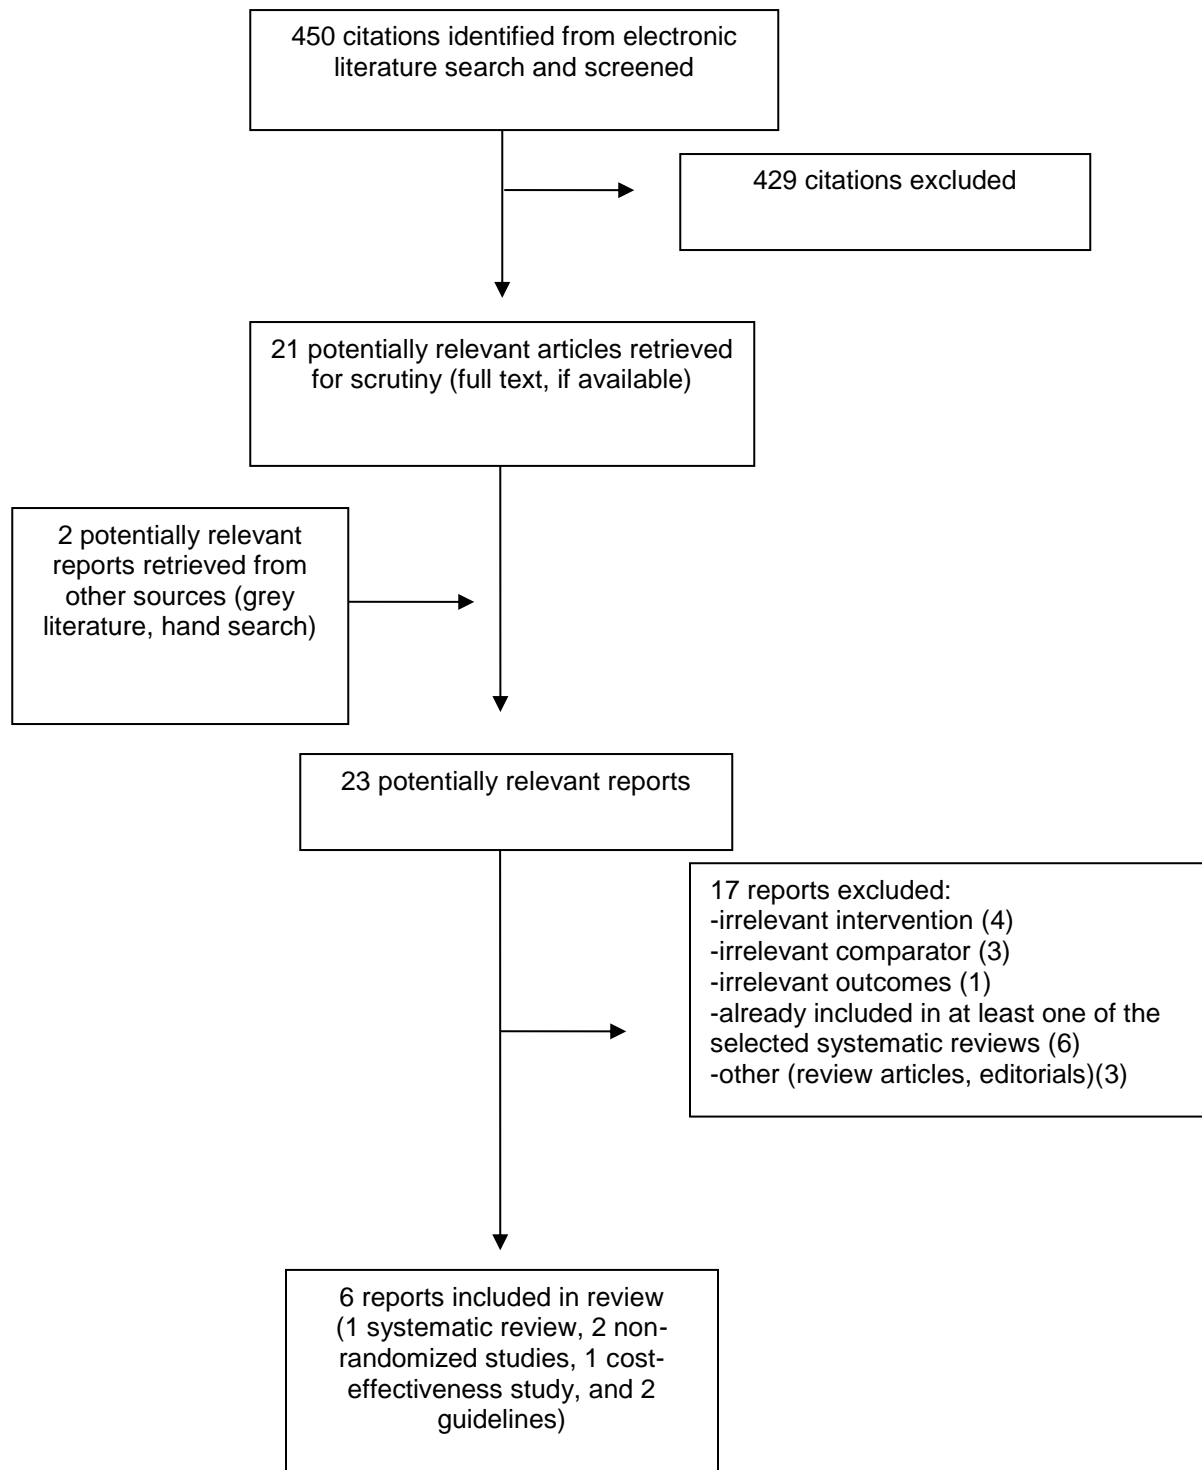 450 citations identified from electronic
literature search and screened
429 citations excluded
21 potentially relevant articles retrieved
for scrutiny (full text, if available)
2 potentially relevant
reports retrieved from
other sources (grey
literature, hand search)
23 potentially relevant reports
17 reports excluded:
-irrelevant intervention (4)
-irrelevant comparator (3)
-irrelevant outcomes (1)
-already included in at least one of the
selected systematic reviews (6)
-other (review articles, editorials)(3)
6 reports included in review
(1 systematic review, 2 non-
randomized studies, 1 cost-
effectiveness study, and 2
guidelines)